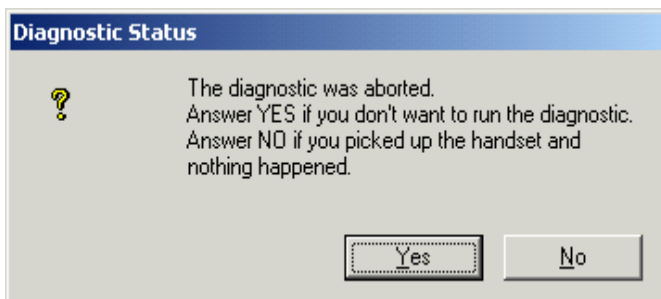 Diagnostic Status
The diagnostic was aborted.
Answer YES if you don't want to run the diagnostic.
Answer NO if you picked up the handset and
nothing happened.
Yes
No